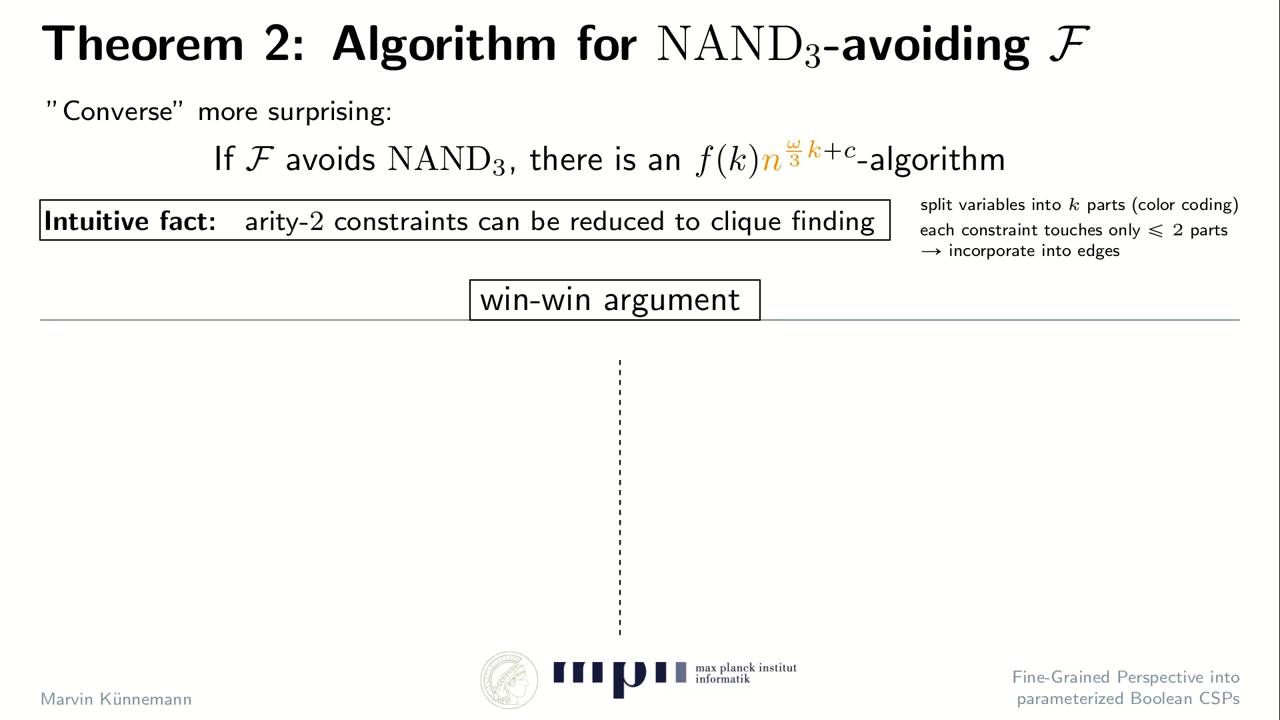 Theorem 2: Algorithm for NAND₃-avoiding ℱ
"Converse" more surprising:
If ℱ avoids NAND₃, there is an f(k)n^{\frac{ω}{3}k+c}-algorithm
Intuitive fact: arity-2 constraints can be reduced to clique finding
split variables into k parts (color coding)
each constraint touches only ⩽ 2 parts
→ incorporate into edges
win-win argument
max planck institut
informatik
Marvin Künnemann
Fine-Grained Perspective into
parameterized Boolean CSPs